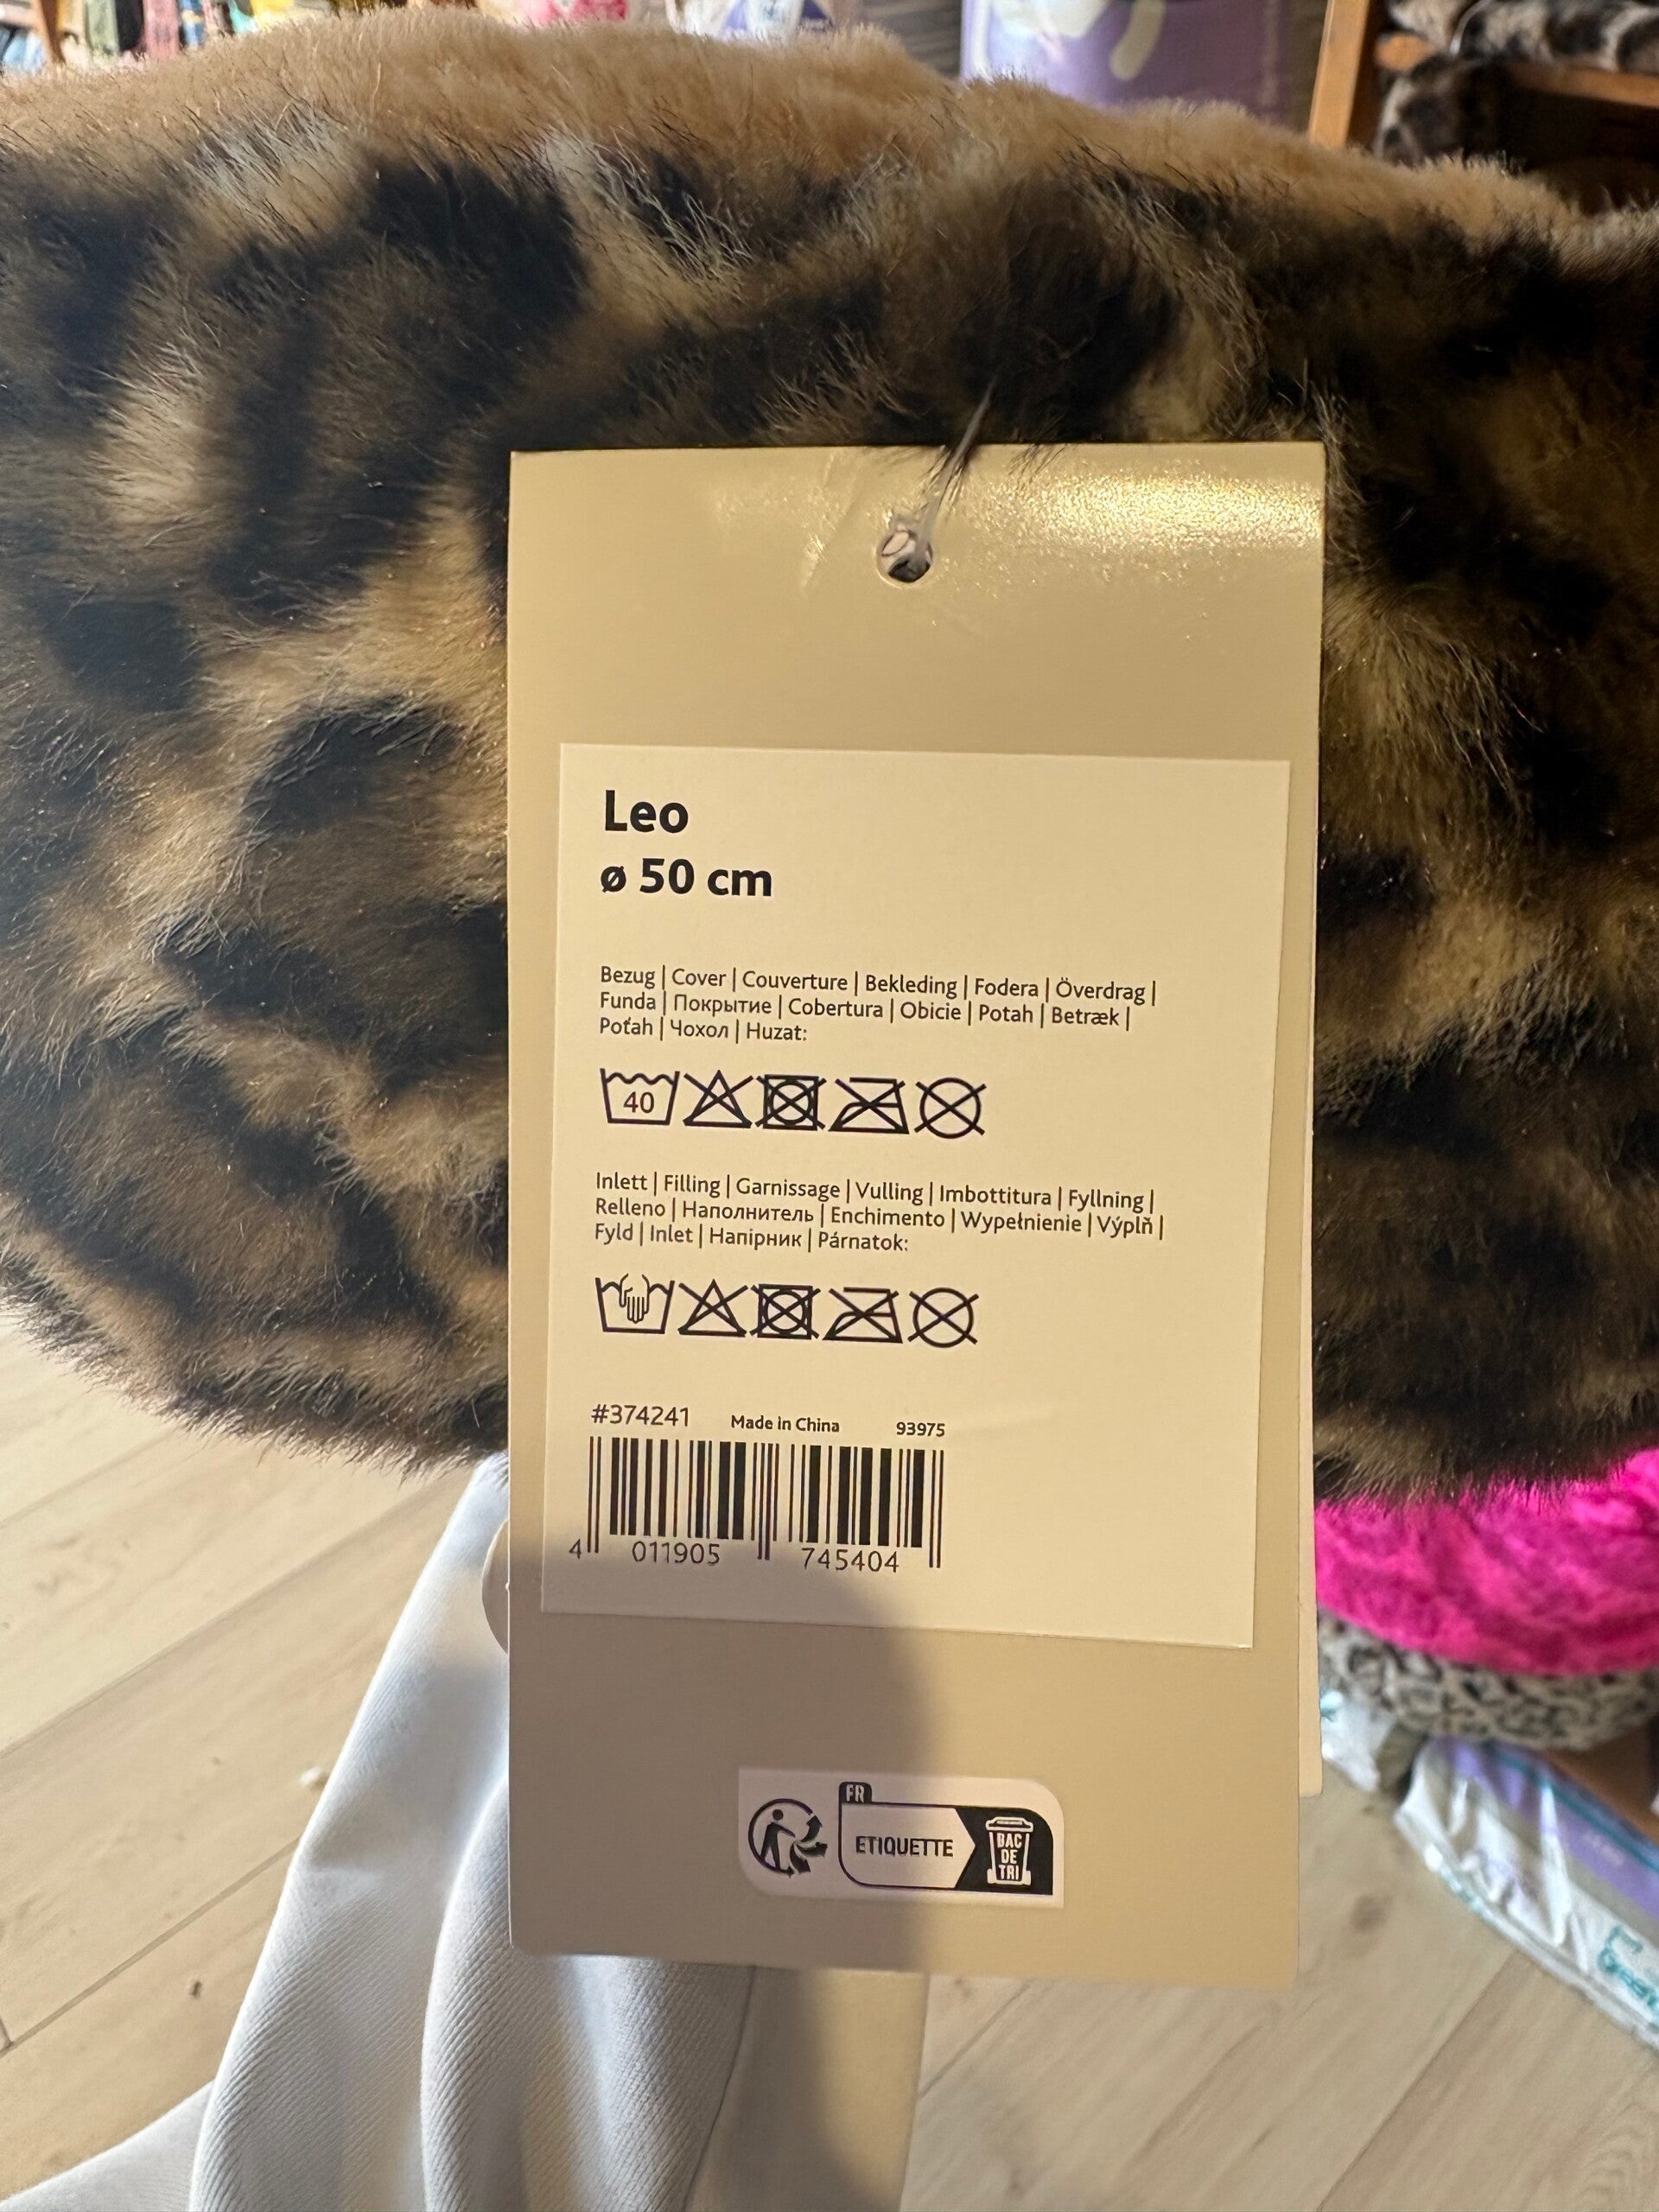 Leo
ø 50 cm
Bezug | Cover | Couverture | Bekleding | Fodera | Överdrag |
Funda | Покрытие | Cobertura | Obicie | Potah | Betræk |
Poťah | Чохол | Huzat:
40
Inlett | Filling | Garnissage | Vulling | Imbottitura | Fyllning |
Relleno | Наполнитель | Enchimento | Wypełnienie | Výplň |
Fyld | Inlet | Напірник | Párnatok:
#374241 Made in China 93975
4 011905 745404
FR
ETIQUETTE
BAC
DE
TRI